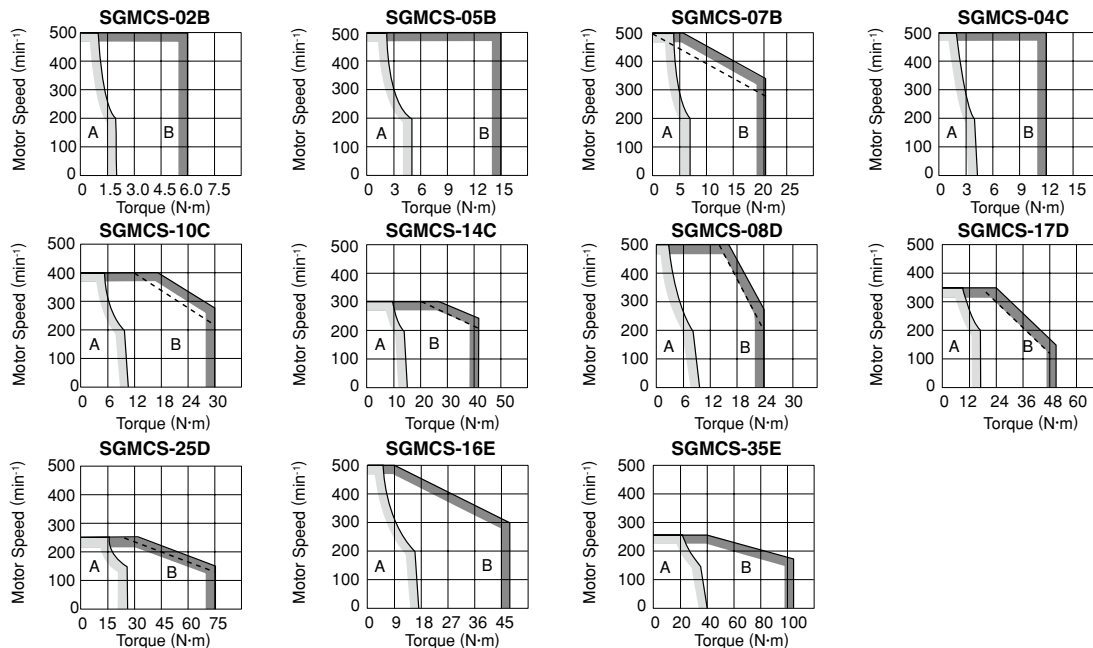 SGMCS-02B
Motor Speed (min-1)
500
400
300
200
100
0
A
B
0 1.5 3.0 4.5 6.0 7.5
Torque (N·m)
SGMCS-05B
Motor Speed (min-1)
500
400
300
200
100
0
A
B
0 3 6 9 12 15
Torque (N·m)
SGMCS-07B
Motor Speed (min-1)
500
400
300
200
100
0
A
B
0 5 10 15 20 25
Torque (N·m)
SGMCS-04C
Motor Speed (min-1)
500
400
300
200
100
0
A
B
0 3 6 9 12 15
Torque (N·m)
SGMCS-10C
Motor Speed (min-1)
500
400
300
200
100
0
A
B
0 6 12 18 24 30
Torque (N·m)
SGMCS-14C
Motor Speed (min-1)
500
400
300
200
100
0
A
B
0 10 20 30 40 50
Torque (N·m)
SGMCS-08D
Motor Speed (min-1)
500
400
300
200
100
0
A
B
0 6 12 18 24 30
Torque (N·m)
SGMCS-17D
Motor Speed (min-1)
500
400
300
200
100
0
A
B
0 12 24 36 48 60
Torque (N·m)
SGMCS-25D
Motor Speed (min-1)
500
400
300
200
100
0
A
B
0 15 30 45 60 75
Torque (N·m)
SGMCS-16E
Motor Speed (min-1)
500
400
300
200
100
0
A
B
0 9 18 27 36 45
Torque (N·m)
SGMCS-35E
Motor Speed (min-1)
500
400
300
200
100
0
A
B
0 20 40 60 80 100
Torque (N·m)